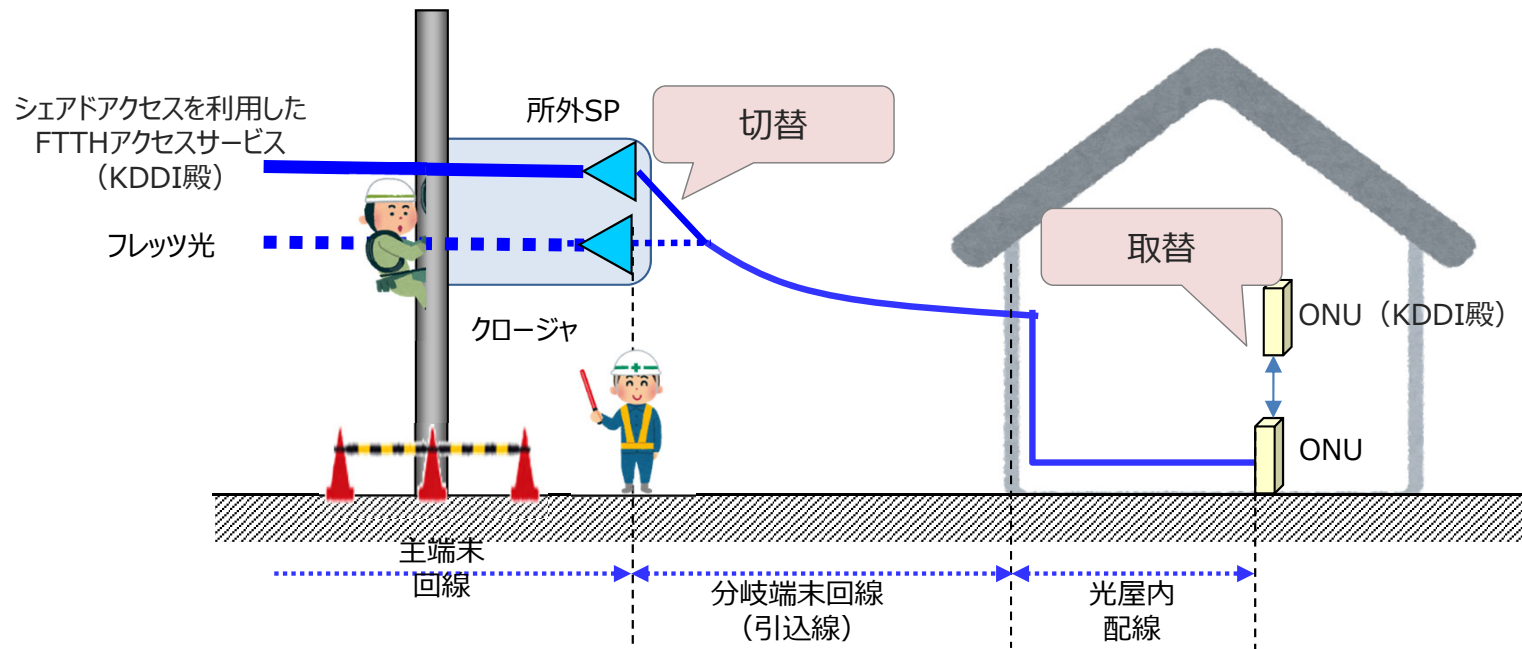 シェアドアクセスを利用した
FTTHアクセスサービス
（KDDI殿）
所外SP
切替
フレッツ光
取替
クロージャ
ONU（KDDI殿）
ONU
主端末
回線
分岐端末回線
（引込線）
光屋内
配線